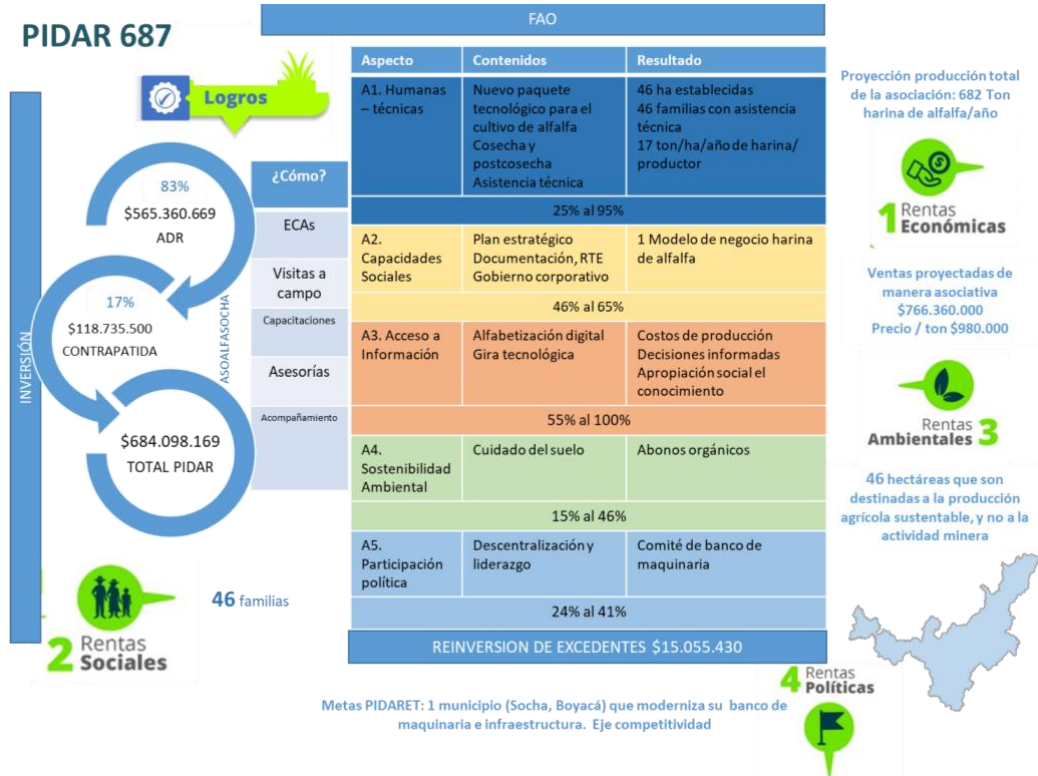 PIDAR 687
FAO
Logros
INVERSIÓN
83%
$565.360.669
ADR
17%
$118.735.500
CONTRAPATIDA
$684.098.169
TOTAL PIDAR
ASOALFASOCHA
¿Cómo?
ECAs
Visitas a
campo
Capacitaciones
Asesorías
Acompañamiento
Aspecto
Contenidos
Resultado
A1. Humanas
– técnicas
Nuevo paquete
tecnológico para el
cultivo de alfalfa
Cosecha y
postcosecha
Asistencia técnica
46 ha establecidas
46 familias con asistencia
técnica
17 ton/ha/año de harina/
productor
25% al 95%
A2.
Capacidades
Sociales
Plan estratégico
Documentación, RTE
Gobierno corporativo
1 Modelo de negocio harina
de alfalfa
46% al 65%
A3. Acceso a
Información
Alfabetización digital
Gira tecnológica
Costos de producción
Decisiones informadas
Apropiación social el
conocimiento
55% al 100%
A4.
Sostenibilidad
Ambiental
Cuidado del suelo
Abonos orgánicos
15% al 46%
A5.
Participación
política
Descentralización y
liderazgo
Comité de banco de
maquinaria
24% al 41%
REINVERSION DE EXCEDENTES $15.055.430
Proyección producción total
de la asociación: 682 Ton
harina de alfalfa/año
1 Rentas
Económicas
Ventas proyectadas de
manera asociativa
$766.360.000
Precio / ton $980.000
Rentas
Ambientales 3
46 hectáreas que son
destinadas a la producción
agrícola sustentable, y no a la
actividad minera
46 familias
2 Rentas
Sociales
4 Rentas
Políticas
Metas PIDARET: 1 municipio (Socha, Boyacá) que moderniza su banco de
maquinaria e infraestructura. Eje competitividad